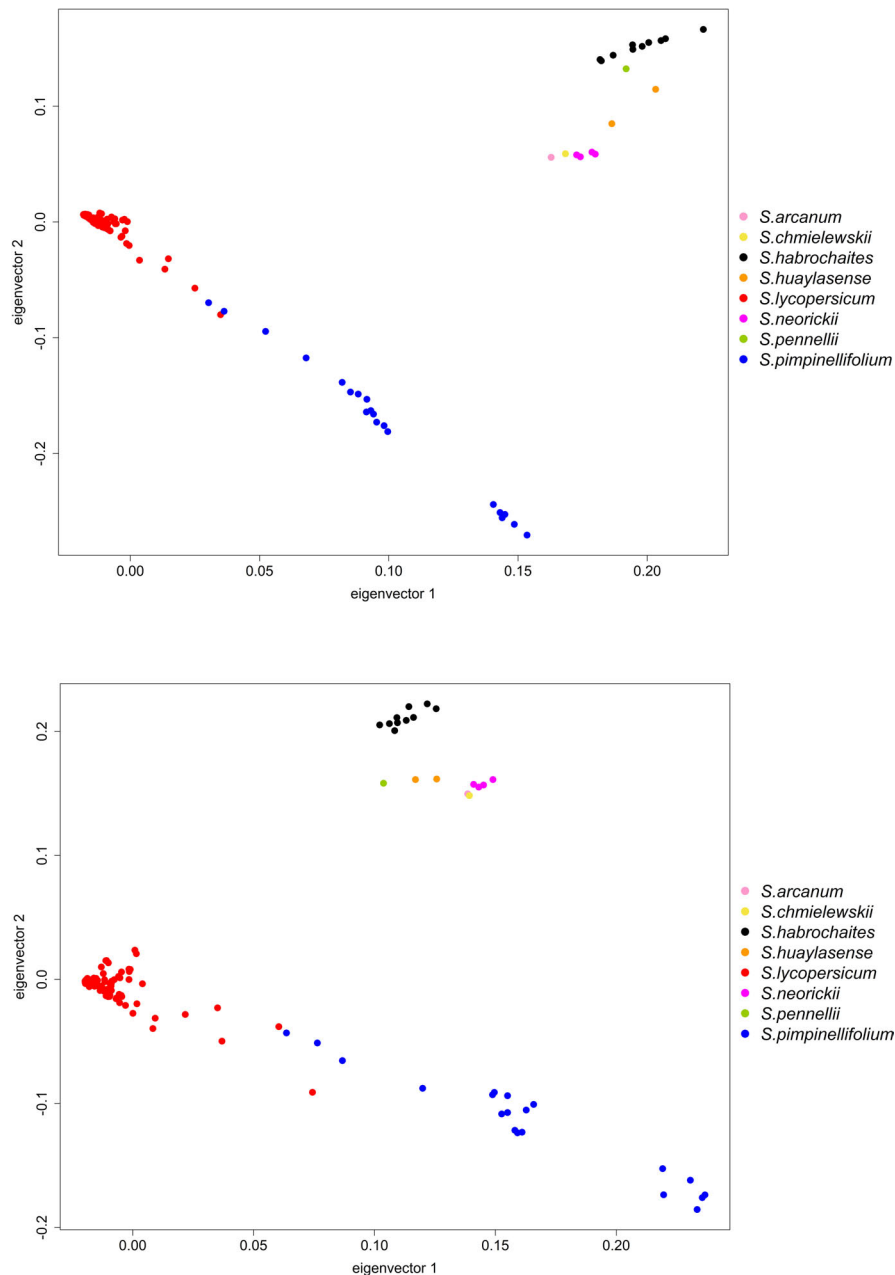 0.1
0.0
-0.1
-0.2
eigenvector 2
0.00 0.05 0.10 0.15 0.20
eigenvector 1
S.arcanum
S.chmielewskii
S.habrochaites
S.huaylasense
S.lycopersicum
S.neorickii
S.pennellii
S.pimpinellifolium
0.2
0.1
0.0
-0.1
-0.2
eigenvector 2
0.00 0.05 0.10 0.15 0.20
eigenvector 1
S.arcanum
S.chmielewskii
S.habrochaites
S.huaylasense
S.lycopersicum
S.neorickii
S.pennellii
S.pimpinellifolium